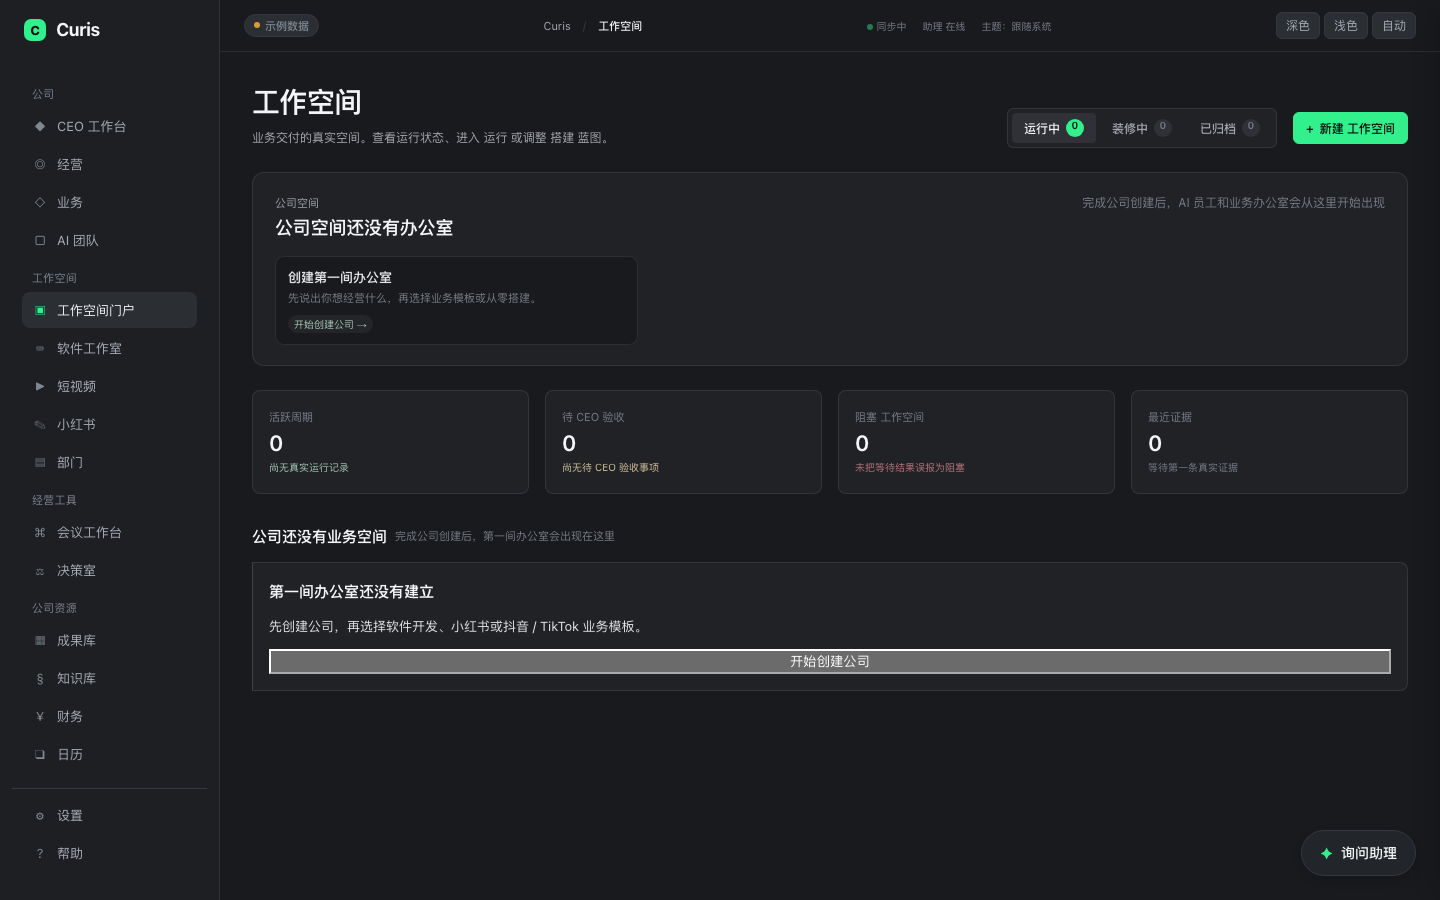 C Curis
公司
CEO 工作台
经营
业务
AI 团队
工作空间
工作空间门户
软件工作室
短视频
小红书
部门
经营工具
会议工作台
决策室
公司资源
成果库
§ 知识库
¥ 财务
日历
设置
? 帮助
示例数据
Curis / 工作空间
同步中 助理 在线 主题：跟随系统
深色 浅色 自动
工作空间
业务交付的真实空间。查看运行状态、进入 运行 或调整 搭建 蓝图。
运行中 0 装修中 0 已归档 0
+ 新建 工作空间
公司空间
公司空间还没有办公室
完成公司创建后，AI 员工和业务办公室会从这里开始出现
创建第一间办公室
先说出你想经营什么，再选择业务模板或从零搭建。
开始创建公司 →
活跃周期
0
尚无真实运行记录
待 CEO 验收
0
尚无待 CEO 验收事项
阻塞 工作空间
0
未把等待结果误报为阻塞
最近证据
0
等待第一条真实证据
公司还没有业务空间 完成公司创建后，第一间办公室会出现在这里
第一间办公室还没有建立
先创建公司，再选择软件开发、小红书或抖音 / TikTok 业务模板。
开始创建公司
询问助理